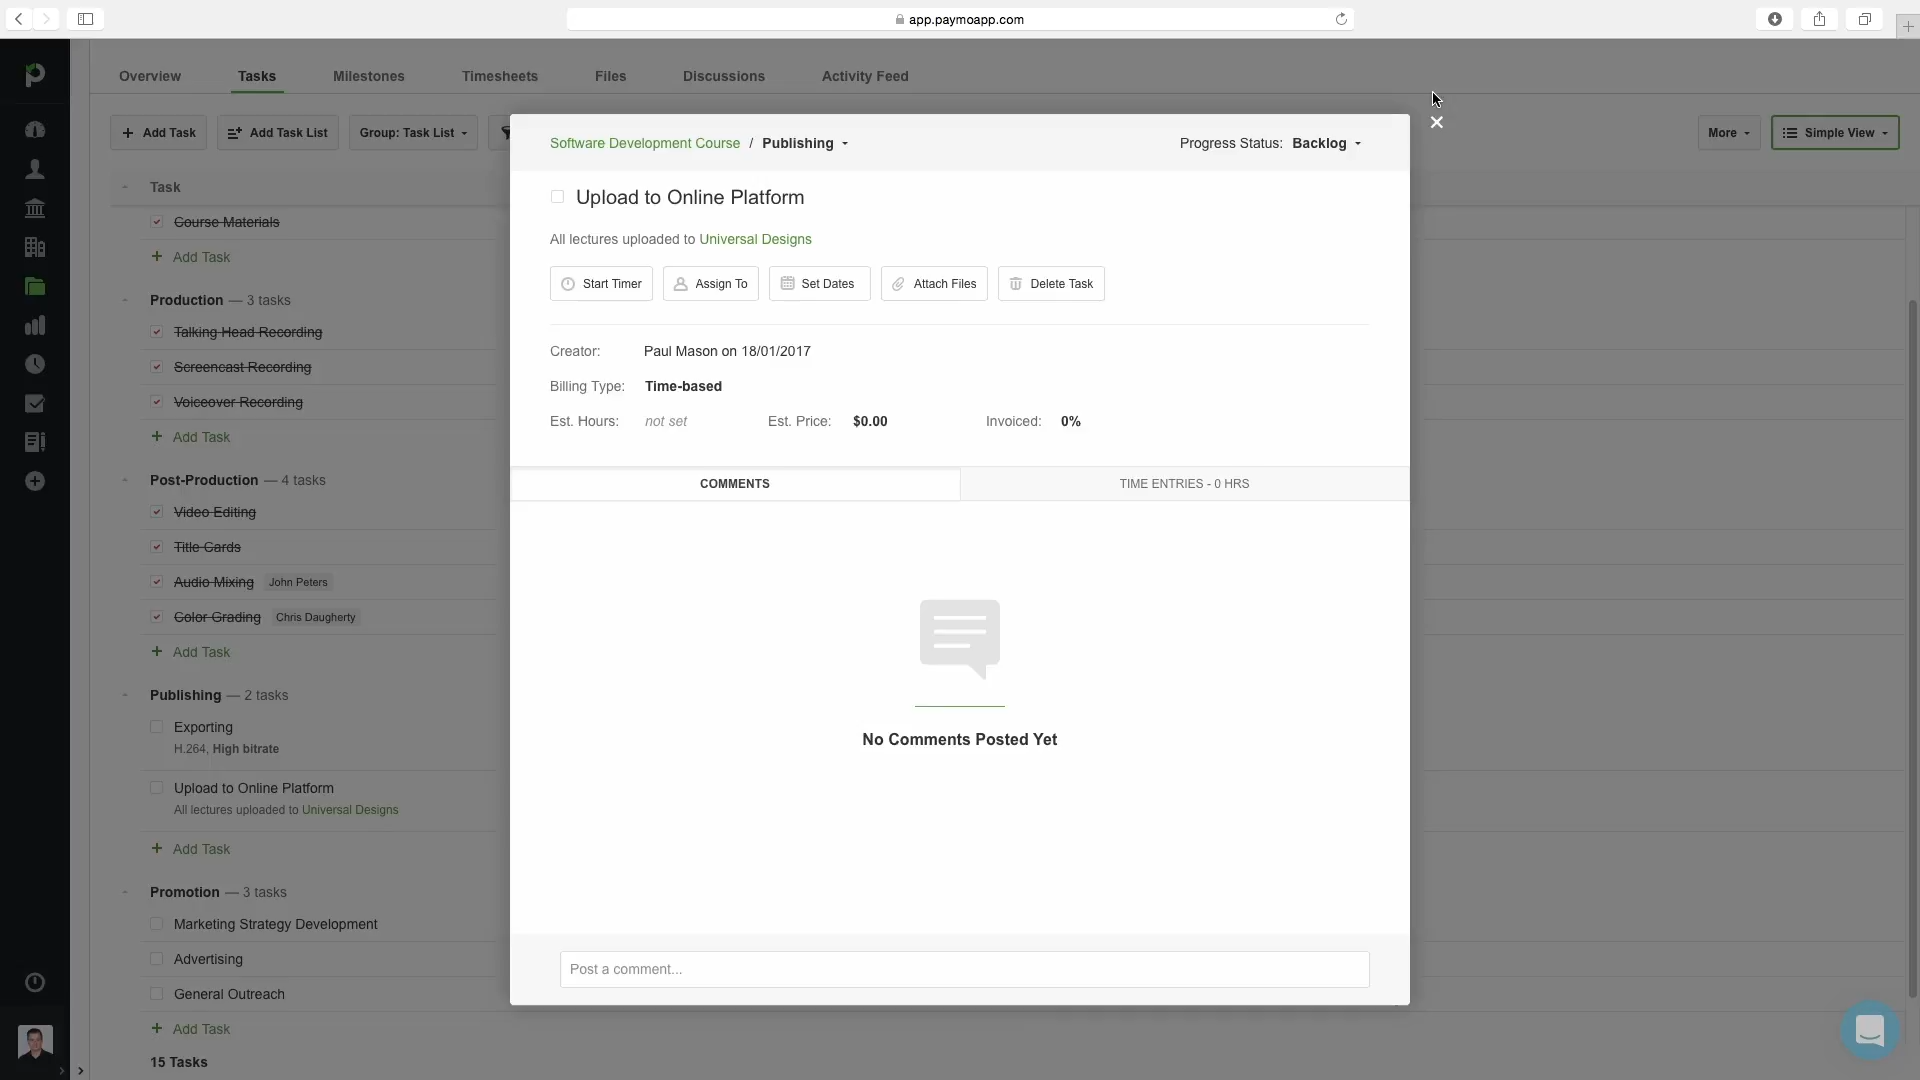 app.paymoapp.com
Overview Tasks Milestones Timesheets Files Discussions Activity Feed
Add Task Add Task List Group: Task List More Simple View
Task
Course Materials
Add Task
Production — 3 tasks
Talking Head Recording
Screencast Recording
Voiceover Recording
Add Task
Post-Production — 4 tasks
Video Editing
Title Cards
Audio Mixing John Peters
Color Grading Chris Daugherty
Add Task
Publishing — 2 tasks
Exporting
H.264, High bitrate
Upload to Online Platform
All lectures uploaded to Universal Designs
Add Task
Promotion — 3 tasks
Marketing Strategy Development
Advertising
General Outreach
Add Task
15 Tasks
Software Development Course / Publishing Progress Status: Backlog
Upload to Online Platform
All lectures uploaded to Universal Designs
Start Timer Assign To Set Dates Attach Files Delete Task
Creator: Paul Mason on 18/01/2017
Billing Type: Time-based
Est. Hours: not set Est. Price: $0.00 Invoiced: 0%
COMMENTS TIME ENTRIES - 0 HRS
No Comments Posted Yet
Post a comment...